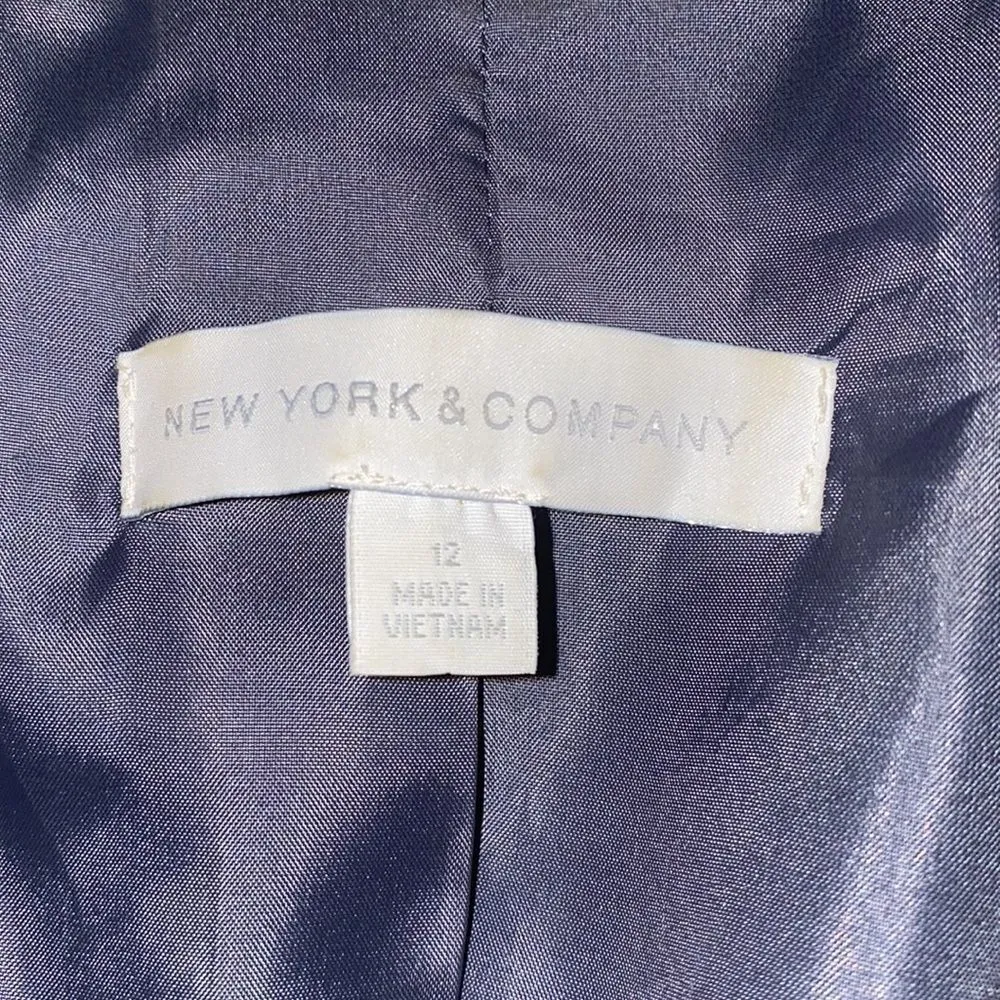 NEW YORK & COMPANY
12
MADE IN
VIETNAM